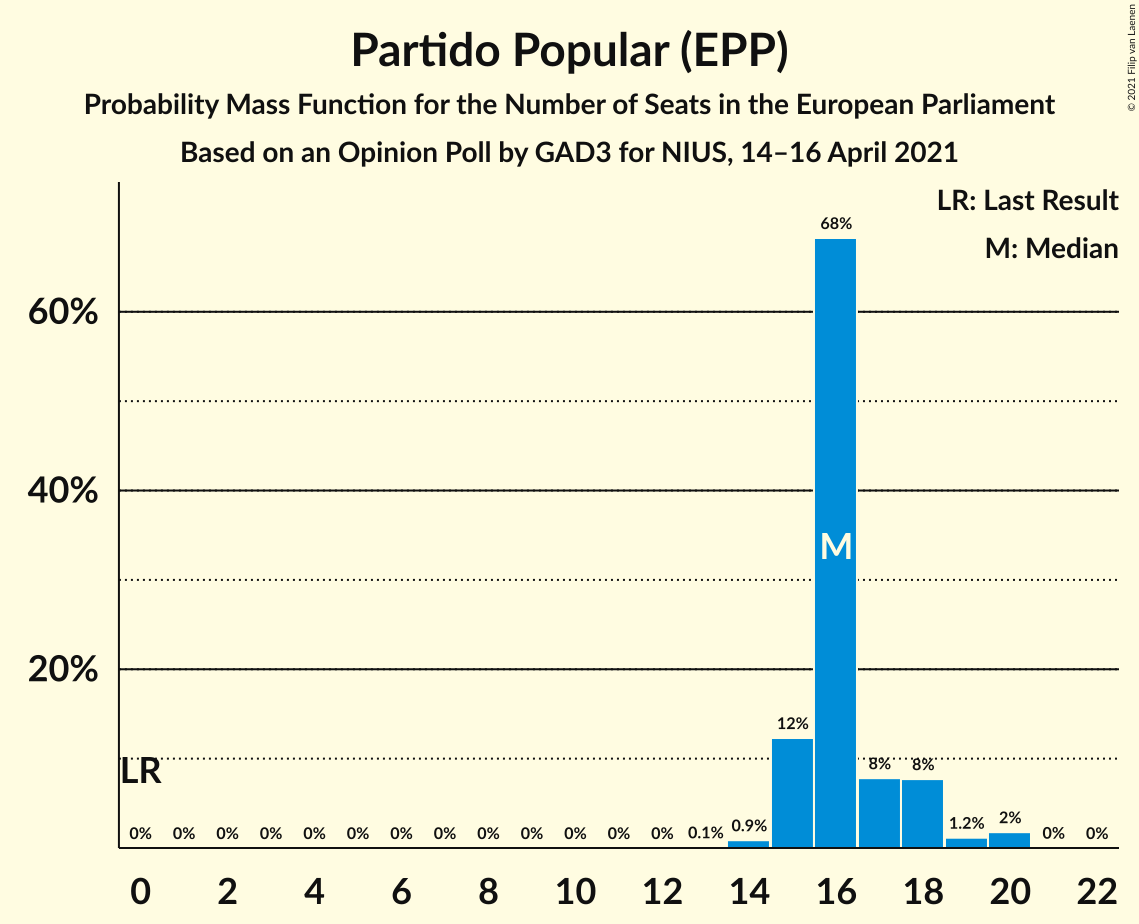 Partido Popular (EPP)
Probability Mass Function for the Number of Seats in the European Parliament
Based on an Opinion Poll by GAD3 for NIUS, 14–16 April 2021
© 2021 Filip van Laenen
LR: Last Result
M: Median
68%
60%
40%
M
20%
12%
LR
8% 8%
0% 0% 0% 0% 0% 0% 0% 0% 0% 0% 0% 0% 0% 0.1% 0.9% 1.2% 2% 0% 0%
0 2 4 6 8 10 12 14 16 18 20 22